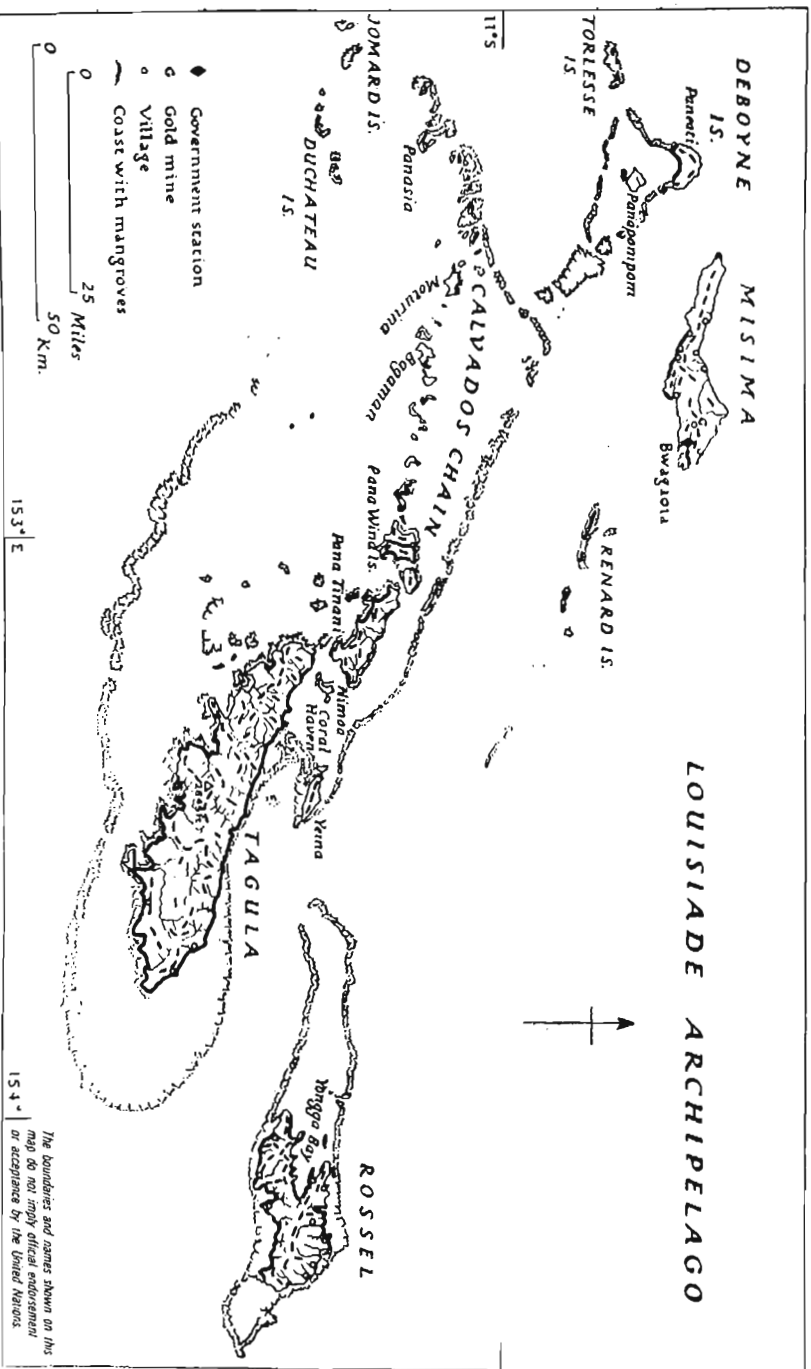 LOUISIADE ARCHIPELAGO
DEBOYNE
IS.
Paneati
Panapompom
TORLESSE
IS.
MISIMA
Bwagaoia
RENARD IS.
11°S
JOMARD IS.
Panasia
DUCHATEAU
IS.
CALVADOS CHAIN
Moturina
Bagaman
Pana Wina Is.
Pana Tinani
Nimoa
Coral
Haven
Yeina
TAGULA
ROSSEL
Yongga Bay
Government station
Gold mine
Village
Coast with mangroves
0 25 Miles
0 50 Km.
153° E
154°
The boundaries and names shown on this
map do not imply official endorsement
or acceptance by the United Nations.